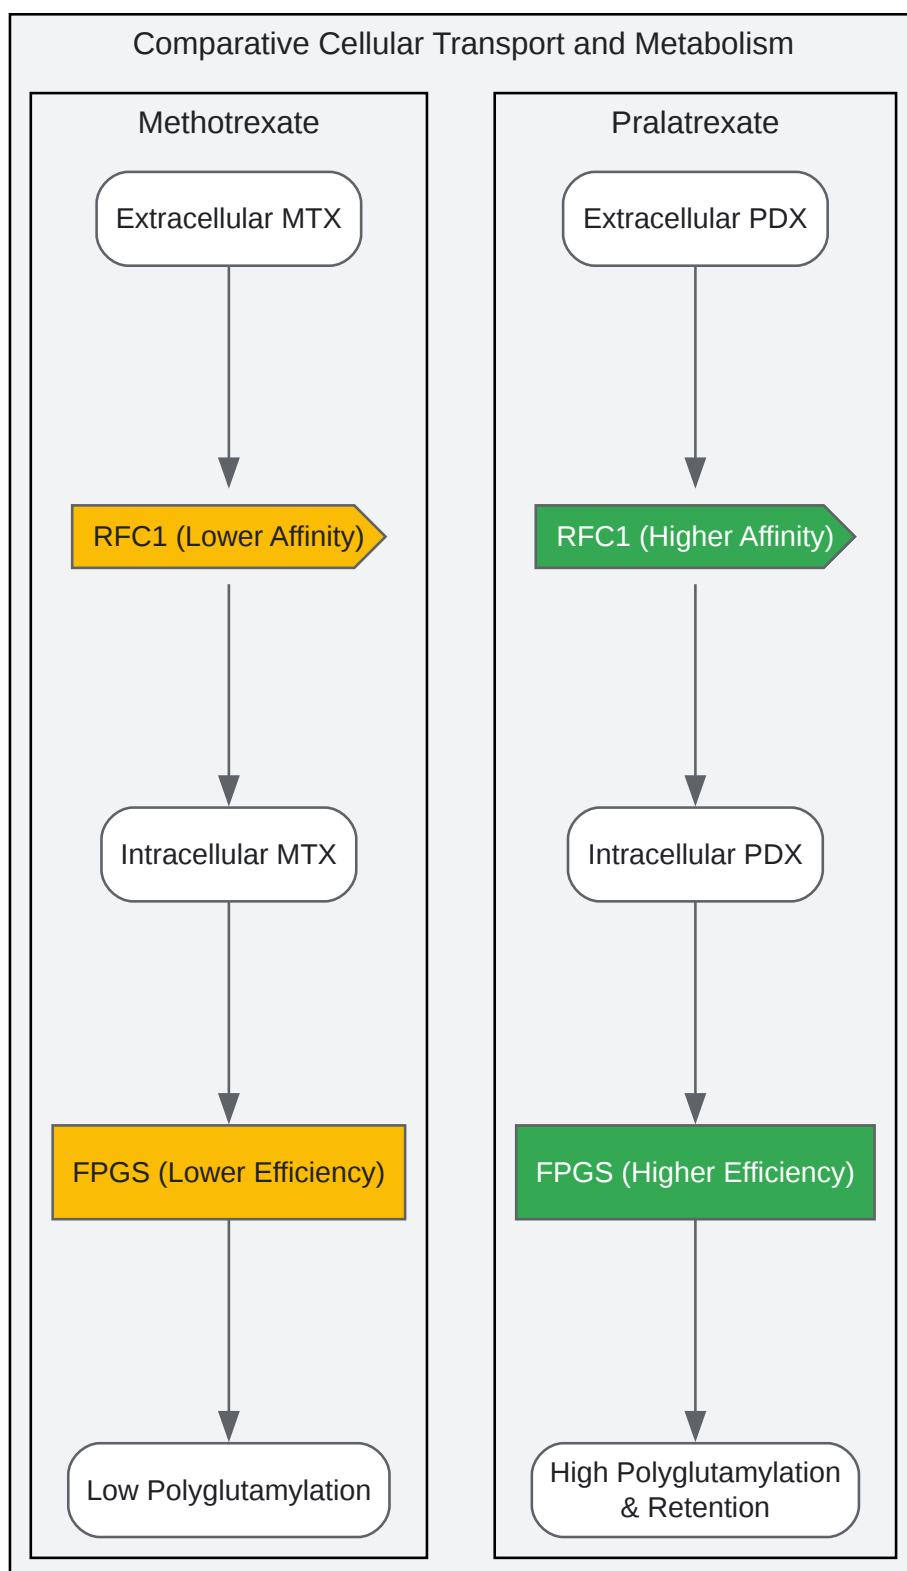 Comparative Cellular Transport and Metabolism
Methotrexate
Extracellular MTX
RFC1 (Lower Affinity)
Intracellular MTX
FPGS (Lower Efficiency)
Low Polyglutamylation
Pralatrexate
Extracellular PDX
RFC1 (Higher Affinity)
Intracellular PDX
FPGS (Higher Efficiency)
High Polyglutamylation
& Retention